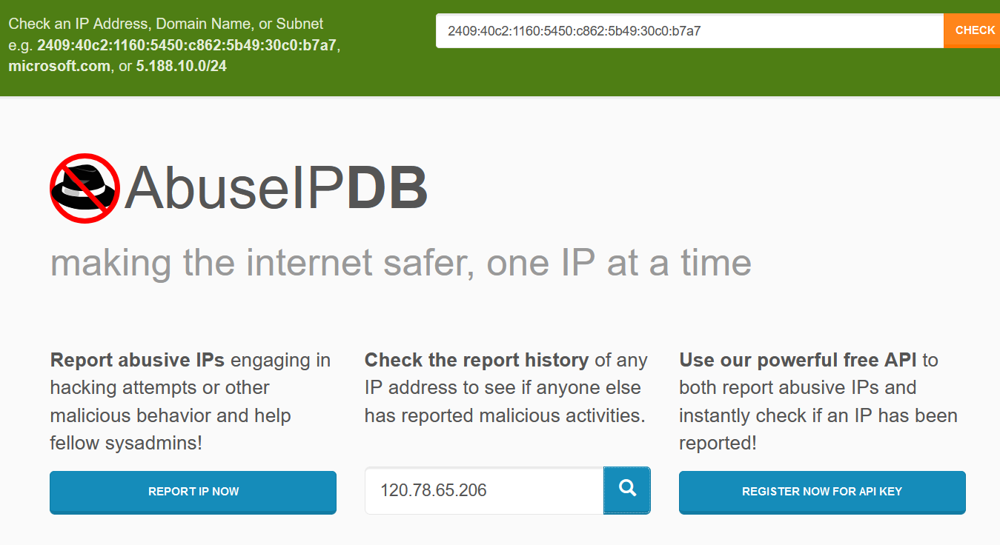 Check an IP Address, Domain Name, or Subnet
e.g. 2409:40c2:1160:5450:c862:5b49:30c0:b7a7,
microsoft.com, or 5.188.10.0/24
2409:40c2:1160:5450:c862:5b49:30c0:b7a7
CHECK
AbuseIPDB
making the internet safer, one IP at a time
Report abusive IPs engaging in
hacking attempts or other
malicious behavior and help
fellow sysadmins!
REPORT IP NOW
Check the report history of any
IP address to see if anyone else
has reported malicious activities.
120.78.65.206
Use our powerful free API to
both report abusive IPs and
instantly check if an IP has been
reported!
REGISTER NOW FOR API KEY